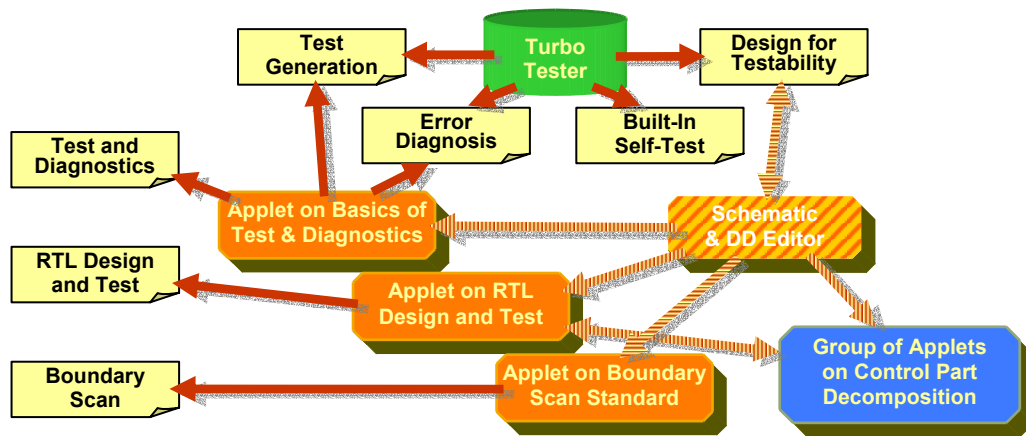 Test
Generation
Turbo
Tester
Design for
Testability
Error
Diagnosis
Built-In
Self-Test
Test and
Diagnostics
Applet on Basics of
Test & Diagnostics
Schematic
& DD Editor
RTL Design
and Test
Applet on RTL
Design and Test
Group of Applets
on Control Part
Decomposition
Boundary
Scan
Applet on Boundary
Scan Standard